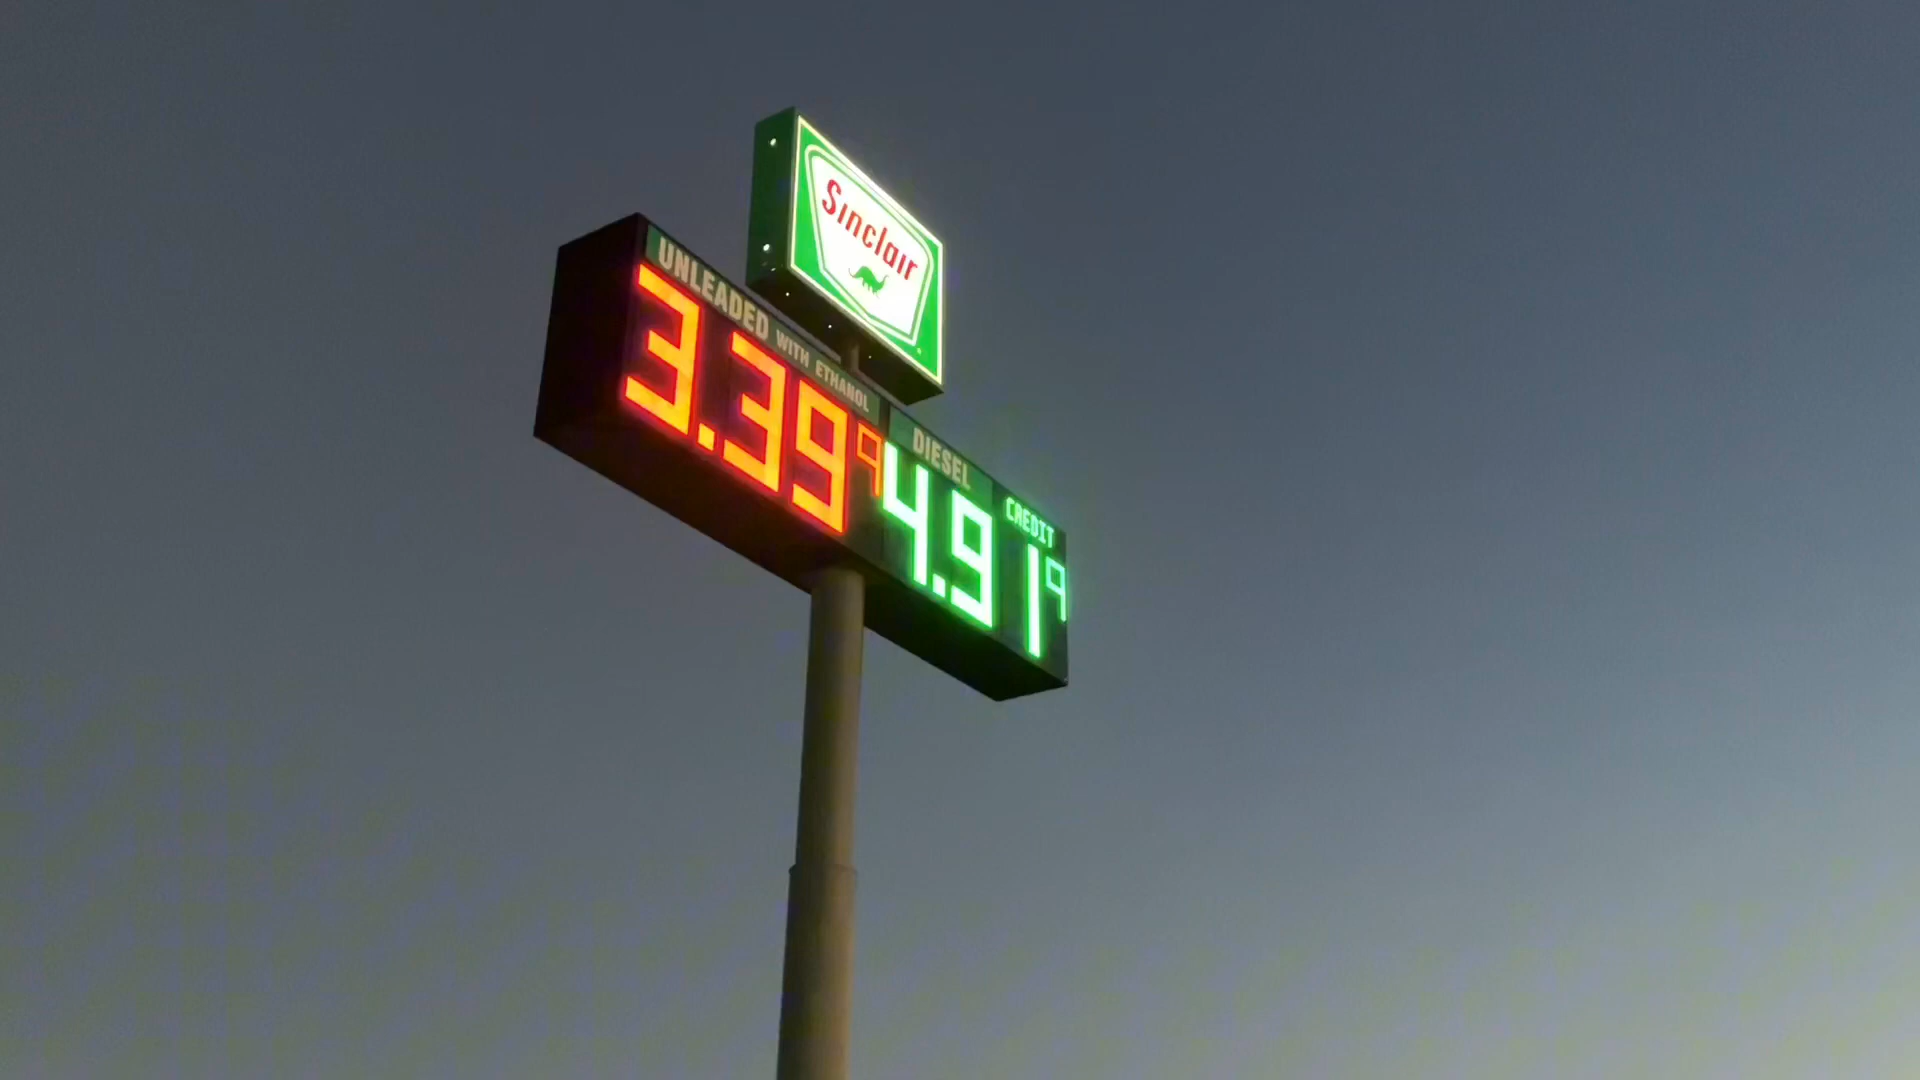 Sinclair
UNLEADED WITH ETHANOL
3.39 9
DIESEL
CREDIT
4.91 9